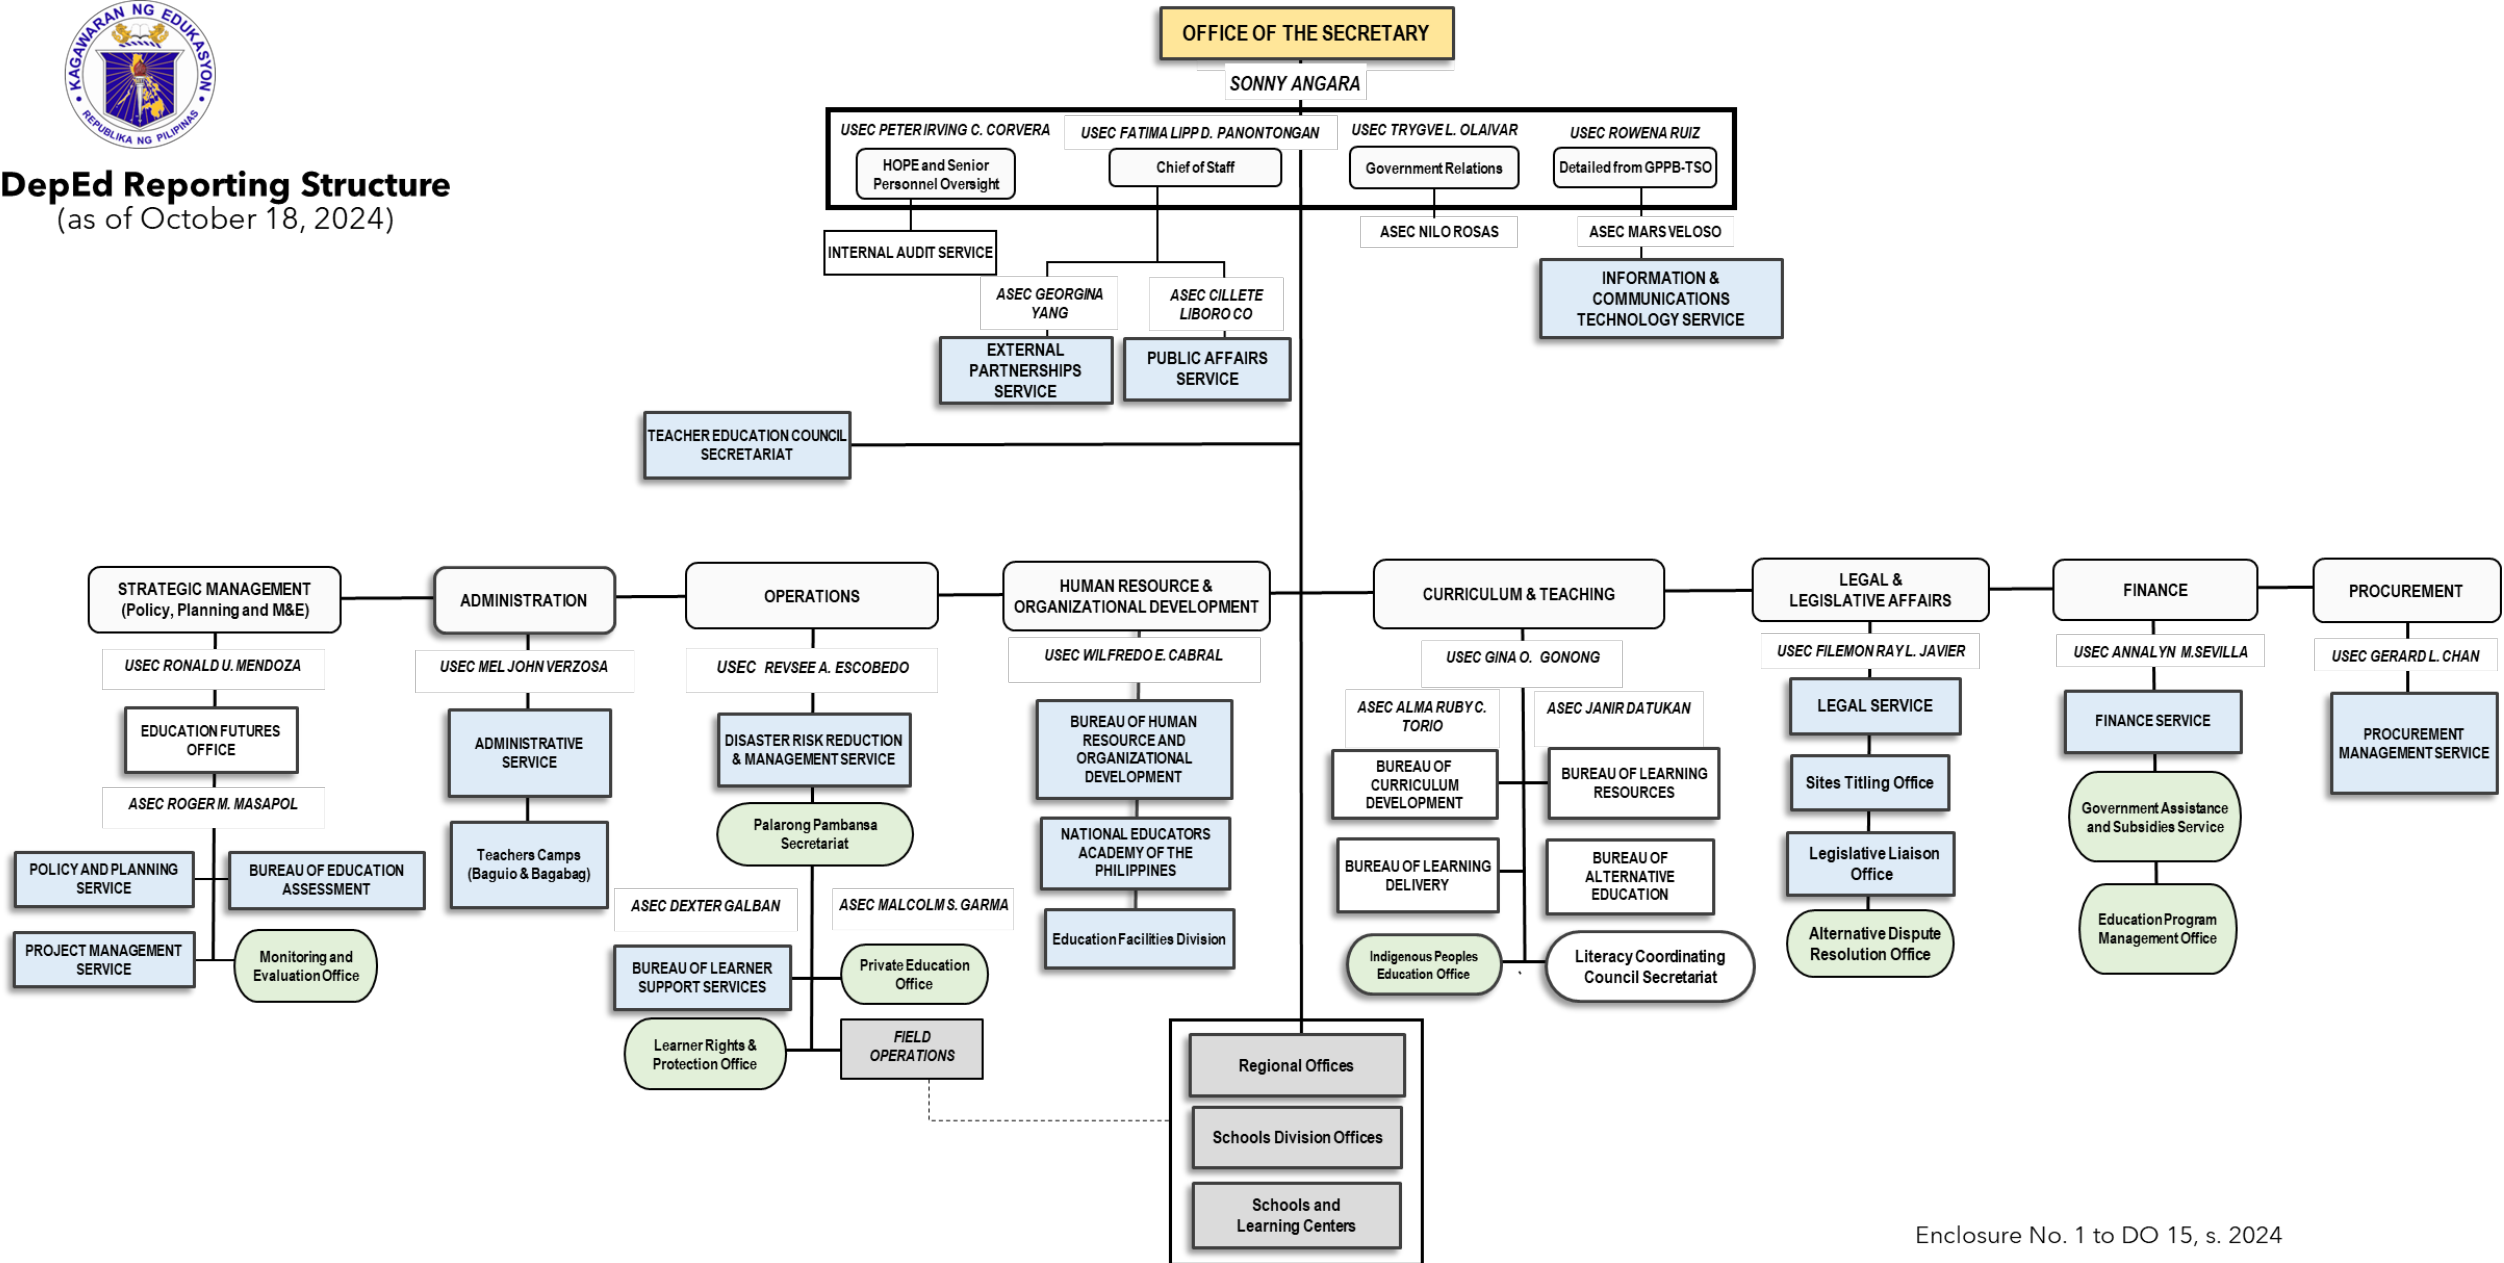 KAGAWARAN NG EDUKASYON
REPUBLIKA NG PILIPINAS
DepEd Reporting Structure
(as of October 18, 2024)
OFFICE OF THE SECRETARY
SONNY ANGARA
USEC PETER IRVING C. CORVERA
HOPE and Senior
Personnel Oversight
USEC FATIMA LIPP D. PANONTONGAN
Chief of Staff
USEC TRYGVE L. OLAIVAR
Government Relations
USEC ROWENA RUIZ
Detailed from GPPB-TSO
INTERNAL AUDIT SERVICE
ASEC NILO ROSAS
ASEC MARS VELOSO
INFORMATION &
COMMUNICATIONS
TECHNOLOGY SERVICE
ASEC GEORGINA
YANG
EXTERNAL
PARTNERSHIPS
SERVICE
ASEC CILLETE
LIBORO CO
PUBLIC AFFAIRS
SERVICE
TEACHER EDUCATION COUNCIL
SECRETARIAT
STRATEGIC MANAGEMENT
(Policy, Planning and M&E)
USEC RONALD U. MENDOZA
EDUCATION FUTURES
OFFICE
ASEC ROGER M. MASAPOL
POLICY AND PLANNING
SERVICE
BUREAU OF EDUCATION
ASSESSMENT
PROJECT MANAGEMENT
SERVICE
Monitoring and
Evaluation Office
ADMINISTRATION
USEC MEL JOHN VERZOSA
ADMINISTRATIVE
SERVICE
Teachers Camps
(Baguio & Bagabag)
OPERATIONS
USEC REVSEE A. ESCOBEDO
DISASTER RISK REDUCTION
& MANAGEMENT SERVICE
Palarong Pambansa
Secretariat
ASEC DEXTER GALBAN
ASEC MALCOLM S. GARMA
BUREAU OF LEARNER
SUPPORT SERVICES
Private Education
Office
Learner Rights &
Protection Office
FIELD
OPERATIONS
HUMAN RESOURCE &
ORGANIZATIONAL DEVELOPMENT
USEC WILFREDO E. CABRAL
BUREAU OF HUMAN
RESOURCE AND
ORGANIZATIONAL
DEVELOPMENT
NATIONAL EDUCATORS
ACADEMY OF THE
PHILIPPINES
Education Facilities Division
CURRICULUM & TEACHING
USEC GINA O. GONONG
ASEC ALMA RUBY C.
TORIO
ASEC JANIR DATUKAN
BUREAU OF
CURRICULUM
DEVELOPMENT
BUREAU OF LEARNING
RESOURCES
BUREAU OF LEARNING
DELIVERY
BUREAU OF
ALTERNATIVE
EDUCATION
Indigenous Peoples
Education Office
Literacy Coordinating
Council Secretariat
LEGAL &
LEGISLATIVE AFFAIRS
USEC FILEMON RAY L. JAVIER
LEGAL SERVICE
Sites Titling Office
Legislative Liaison
Office
Alternative Dispute
Resolution Office
FINANCE
USEC ANNALYN M.SEVILLA
FINANCE SERVICE
Government Assistance
and Subsidies Service
Education Program
Management Office
PROCUREMENT
USEC GERARD L. CHAN
PROCUREMENT
MANAGEMENT SERVICE
Regional Offices
Schools Division Offices
Schools and
Learning Centers
Enclosure No. 1 to DO 15, s. 2024